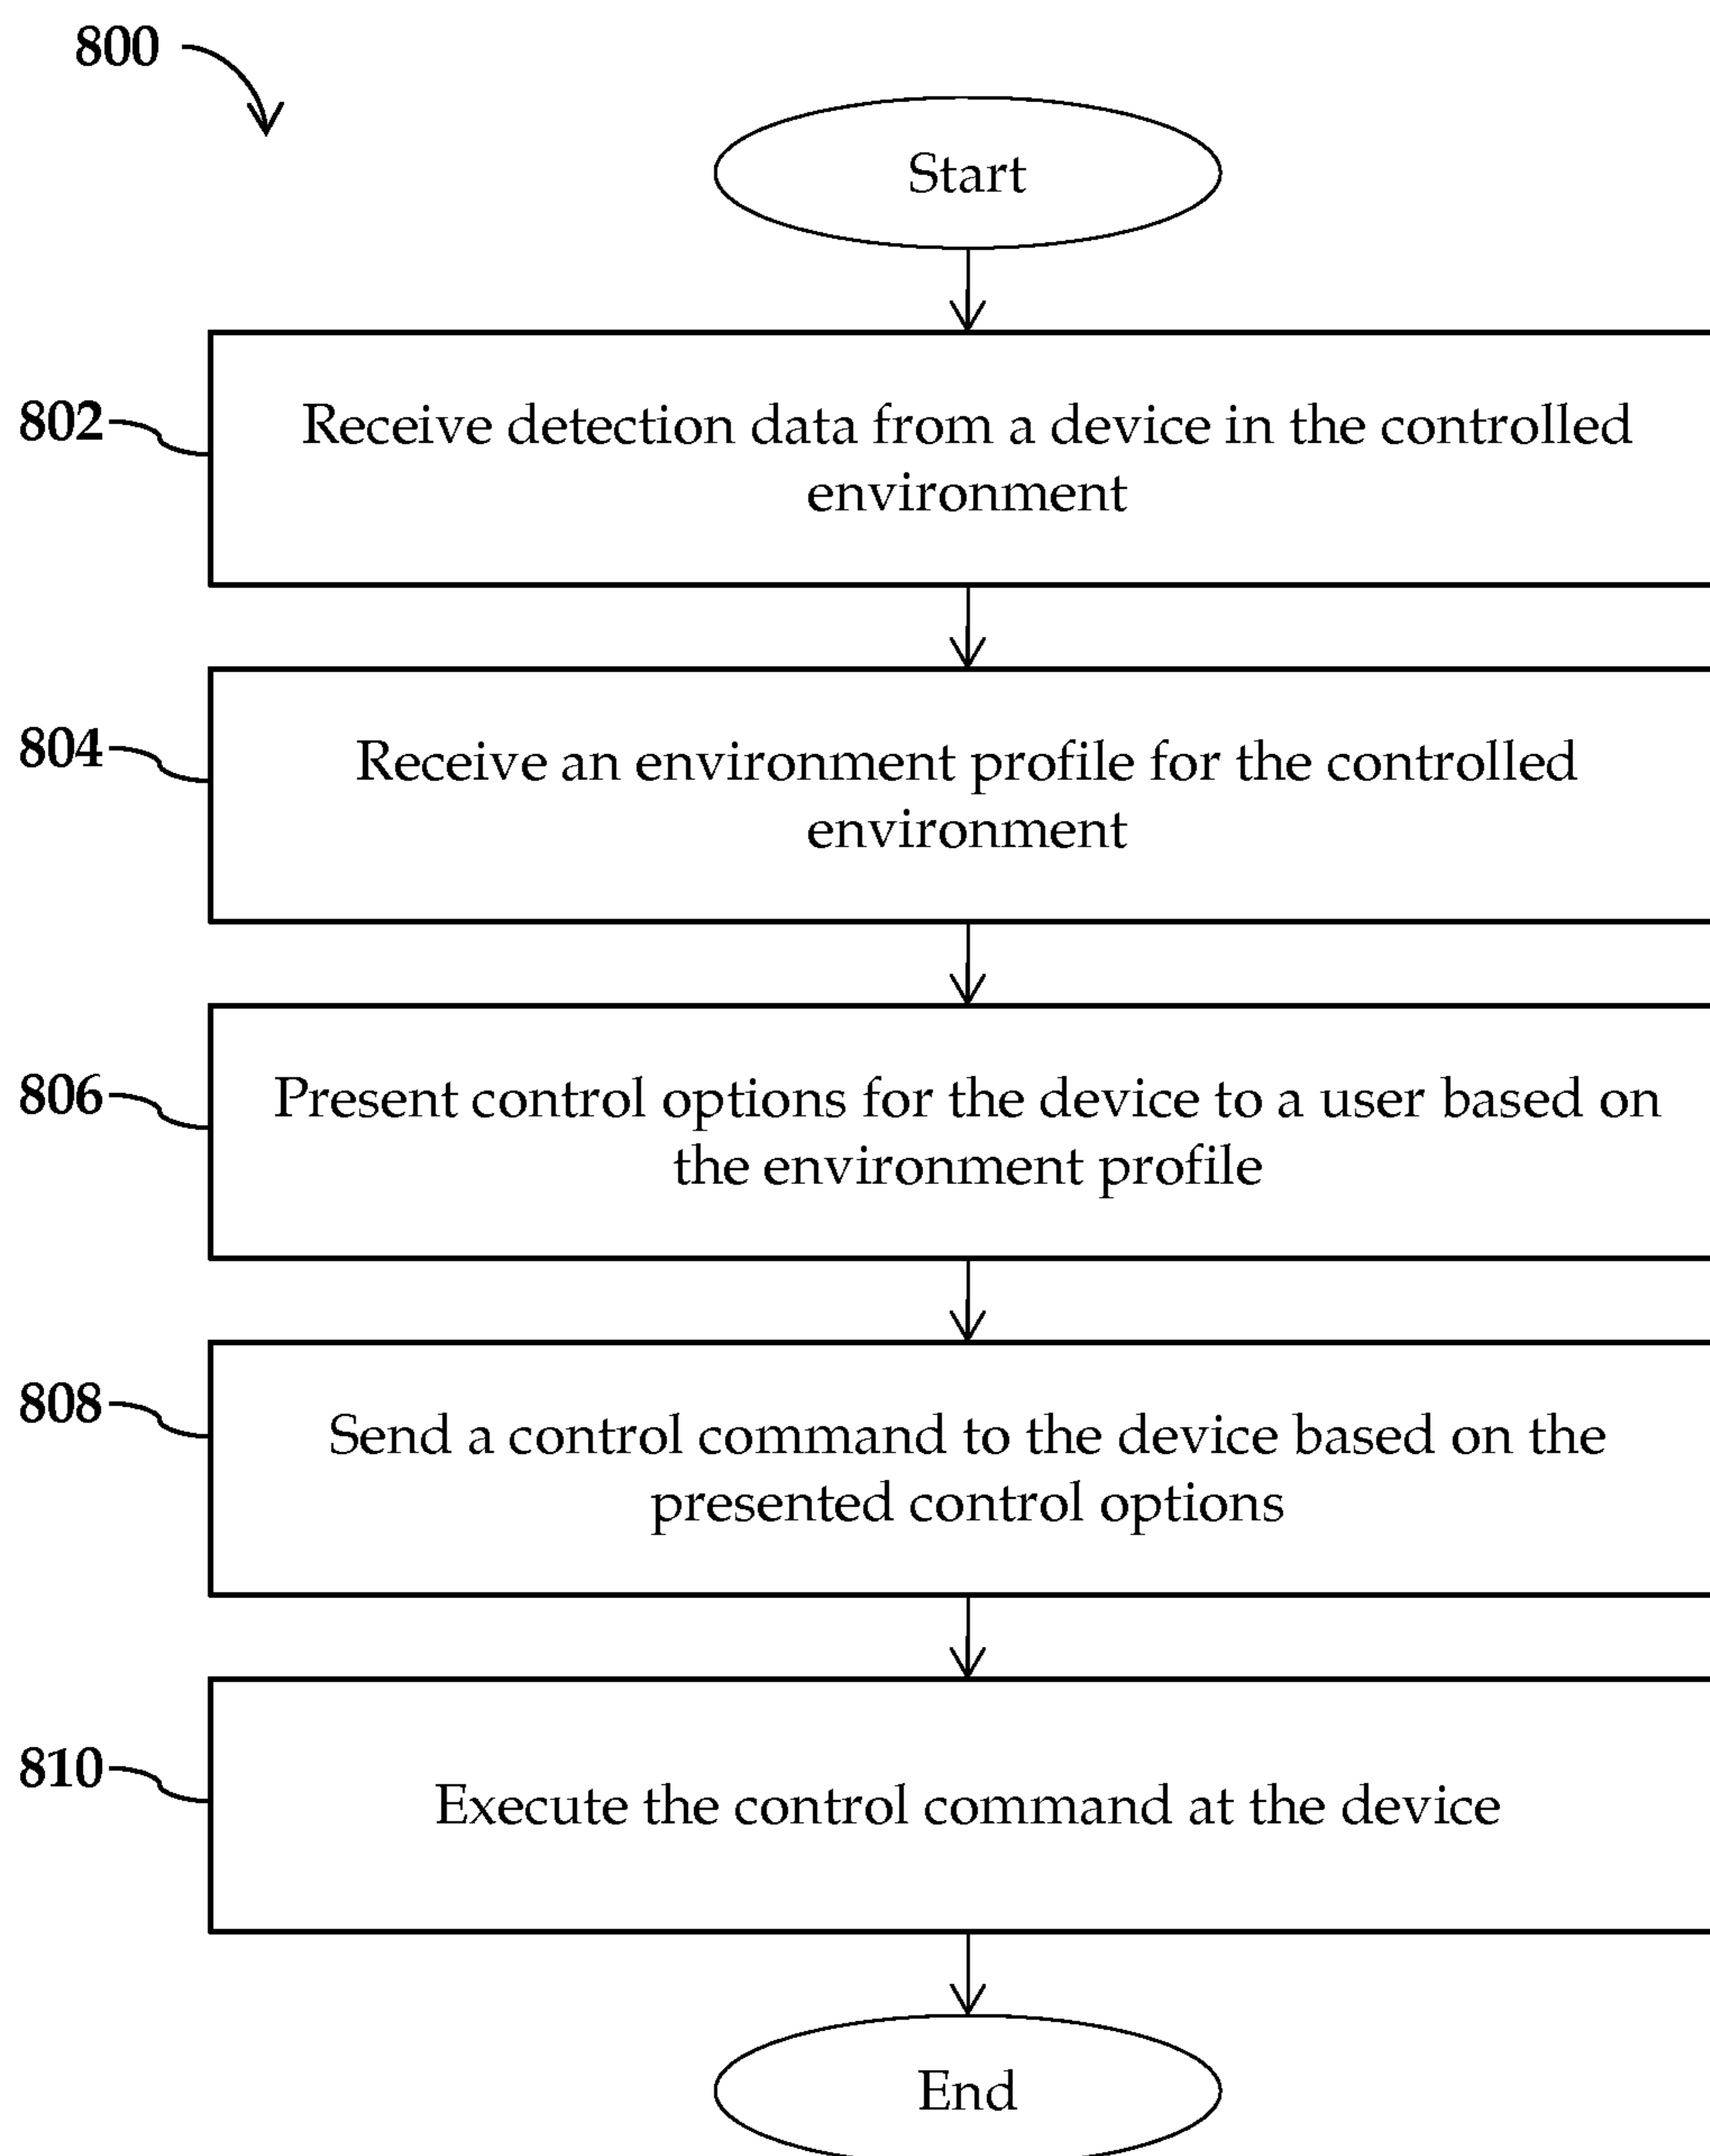 800
Start
802
Receive detection data from a device in the controlled
environment
804
Receive an environment profile for the controlled
environment
806
Present control options for the device to a user based on
the environment profile
808
Send a control command to the device based on the
presented control options
810
Execute the control command at the device
End